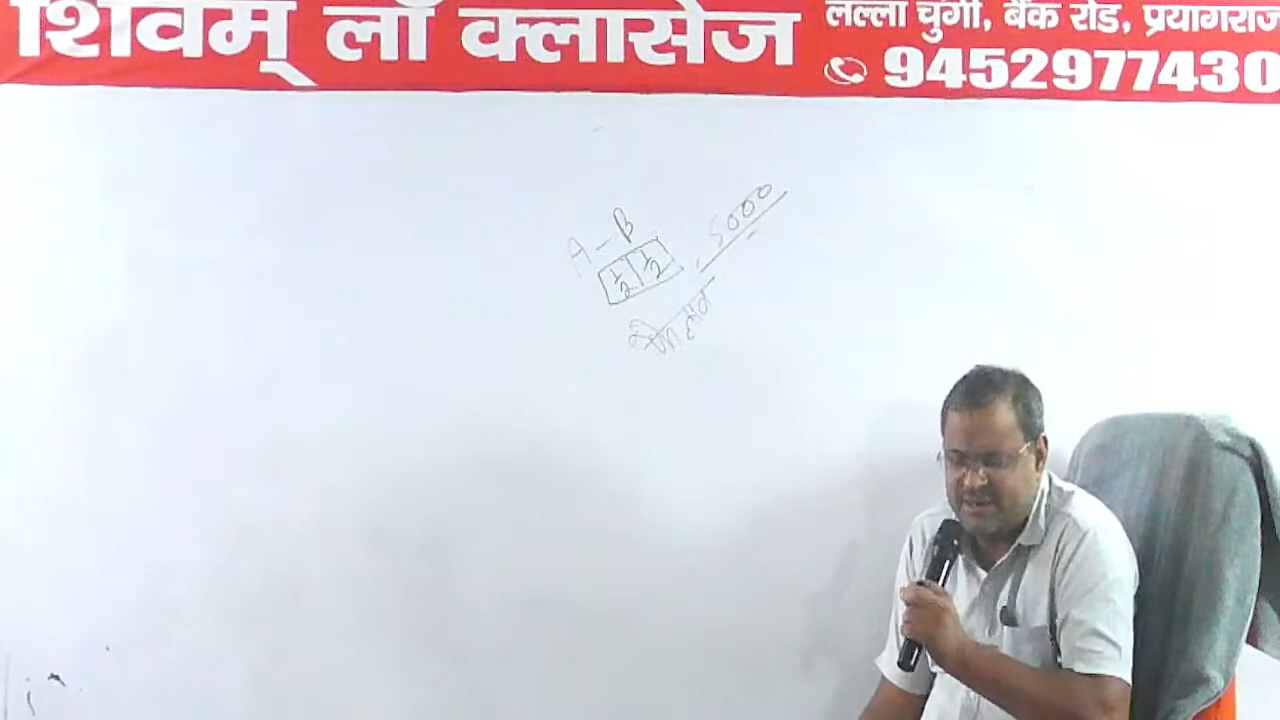 शिवम् लॉ क्लासेज
लल्ला चुंगी, बैंक रोड, प्रयागराज
9452977430
A – B
1/2 1/2
5000